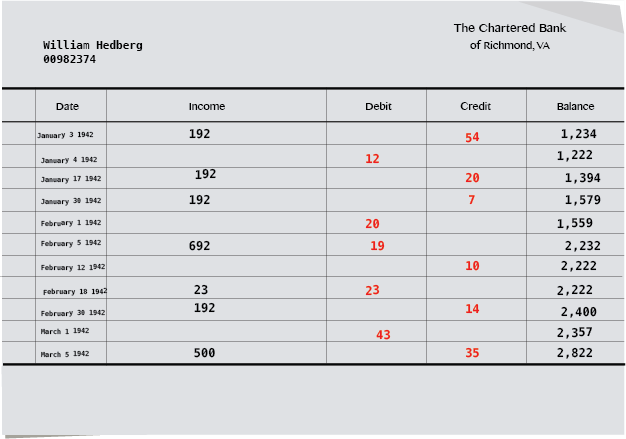 The Chartered Bank
of Richmond, VA
William Hedberg
00982374
Date Income Debit Credit Balance
January 3 1942 192 54 1,234
January 4 1942 12 1,222
January 17 1942 192 20 1,394
January 30 1942 192 7 1,579
February 1 1942 20 1,559
February 5 1942 692 19 2,232
February 12 1942 10 2,222
February 18 1942 23 23 2,222
February 30 1942 192 14 2,400
March 1 1942 43 2,357
March 5 1942 500 35 2,822